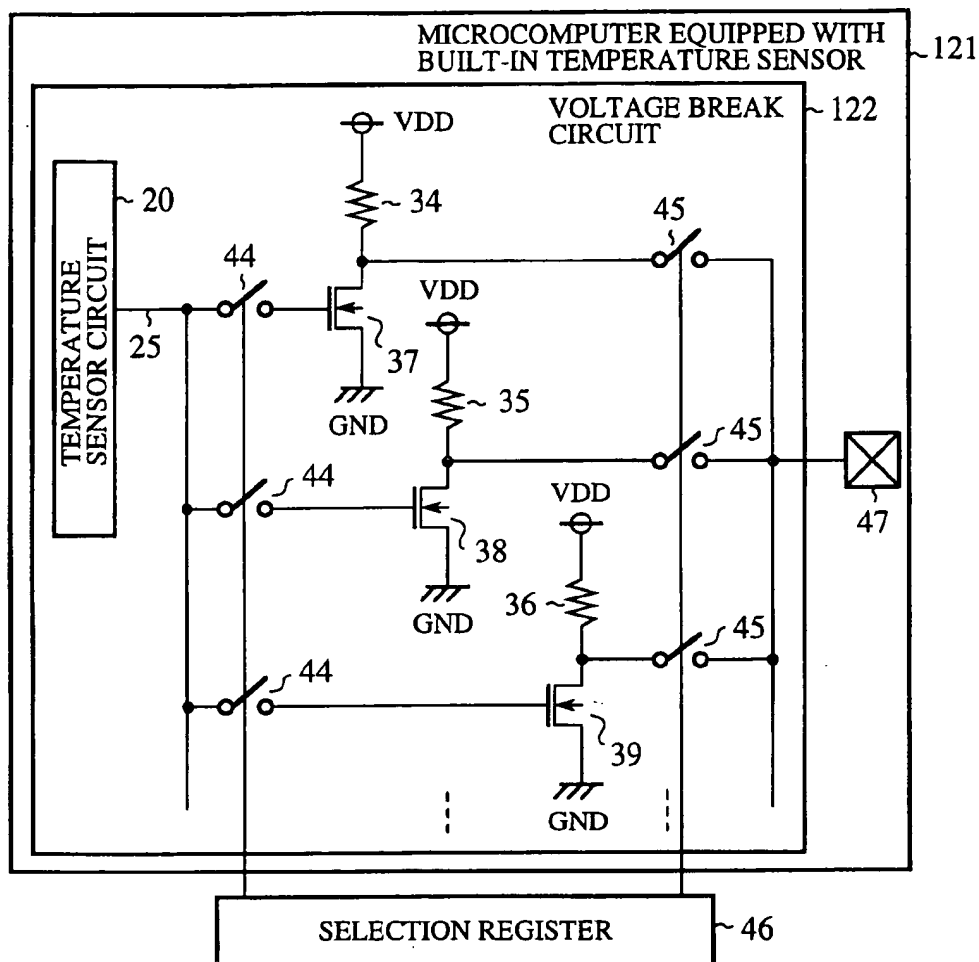 MICROCOMPUTER EQUIPPED WITH
BUILT-IN TEMPERATURE SENSOR
121
VOLTAGE BREAK
CIRCUIT
122
VDD
20
34
45
44
TEMPERATURE
SENSOR CIRCUIT
25
VDD
37
GND
35
45
44
VDD
47
38
36
GND
45
44
39
GND
SELECTION REGISTER
46